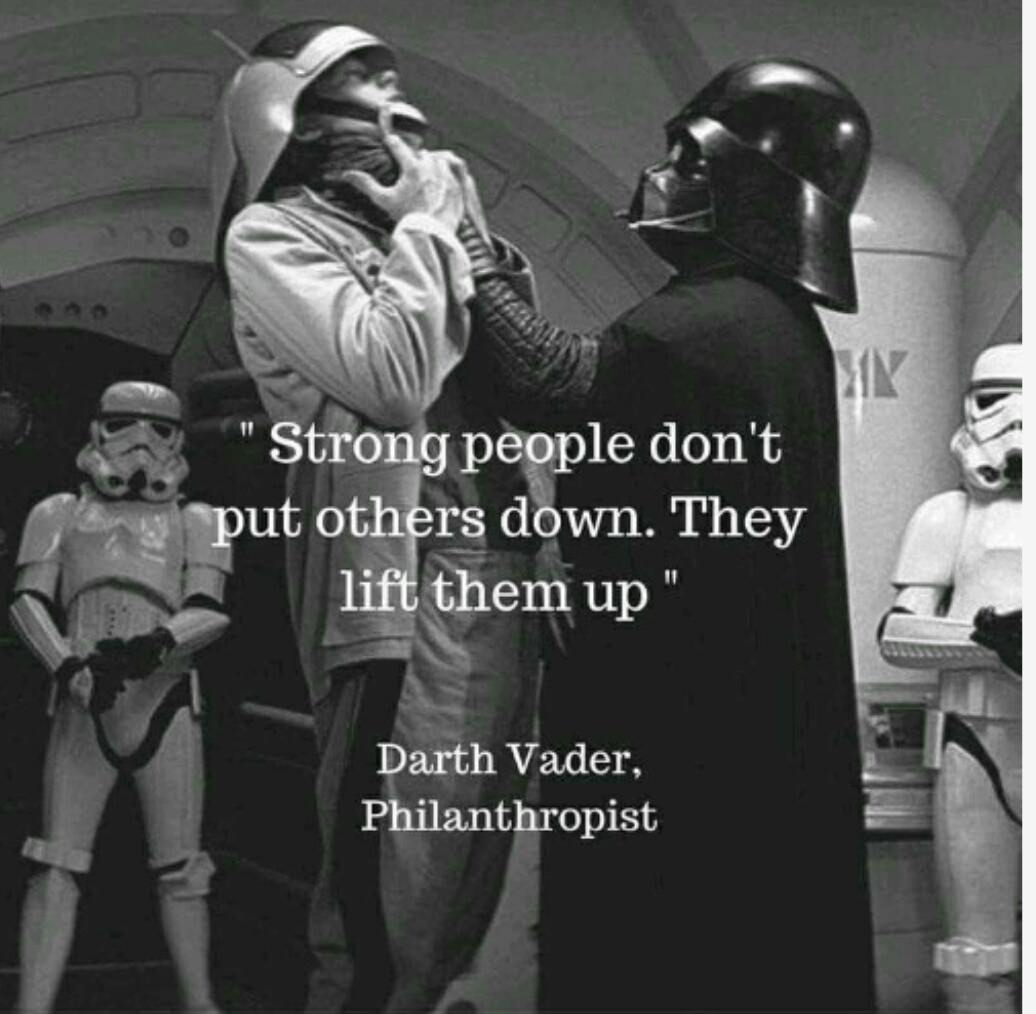 " Strong people don't
put others down. They
lift them up "
Darth Vader,
Philanthropist